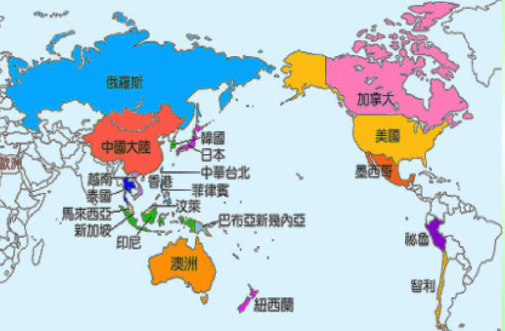 俄羅斯
加拿大
美國
韓國
中國大陸
日本
歐洲
墨西哥
中華台北
越南
香港
泰國
菲律賓
汶萊
馬來西亞
巴布亞新幾內亞
新加坡
印尼
祕魯
澳洲
智利
紐西蘭